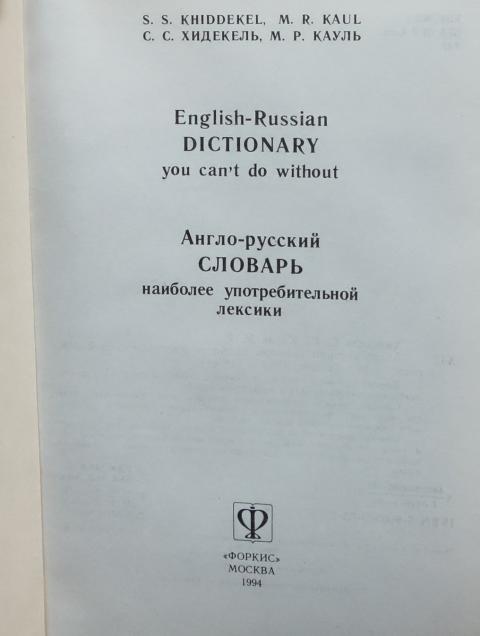 S. S. KHIDDEKEL, M. R. KAUL
С. С. ХИДЕКЕЛЬ, М. Р. КАУЛЬ
English-Russian
DICTIONARY
you can't do without
Англо-русский
СЛОВАРЬ
наиболее употребительной
лексики
Ф
«ФОРКИС»
МОСКВА
1994